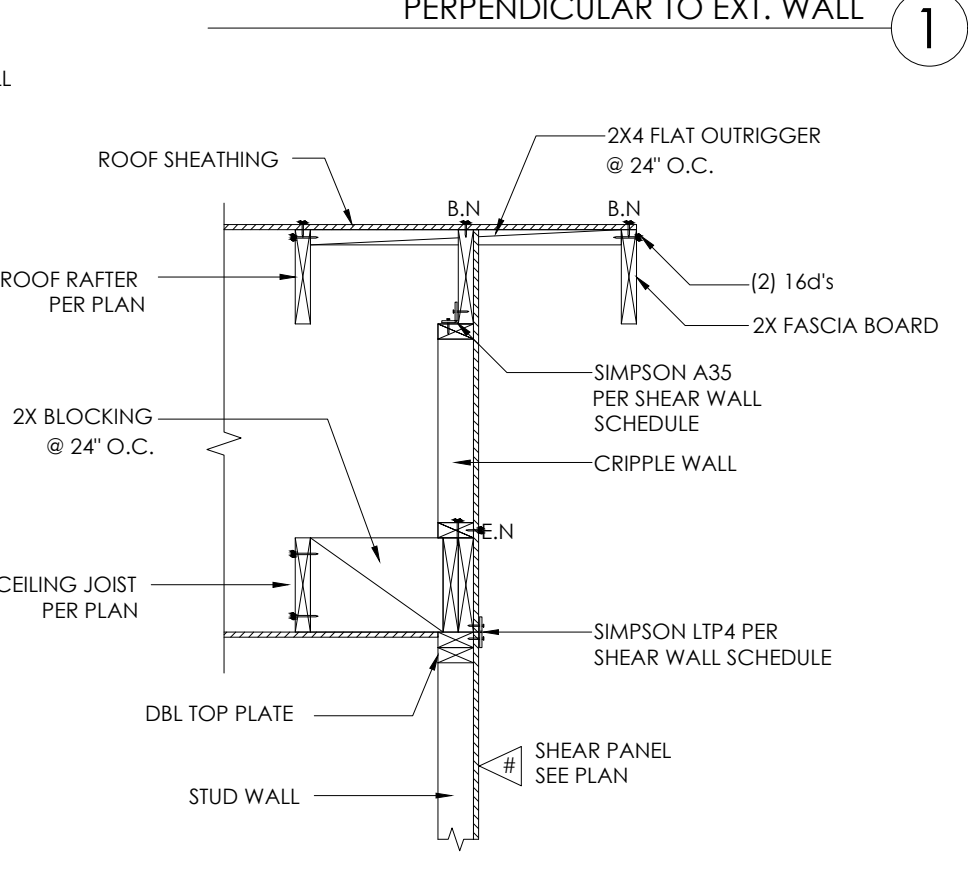 PERPENDICULAR TO EXT. WALL
1
2X4 FLAT OUTRIGGER
@ 24" O.C.
ROOF SHEATHING
B.N
B.N
ROOF RAFTER
PER PLAN
(2) 16d's
2X FASCIA BOARD
SIMPSON A35
PER SHEAR WALL
SCHEDULE
2X BLOCKING
@ 24" O.C.
CRIPPLE WALL
E.N
CEILING JOIST
PER PLAN
SIMPSON LTP4 PER
SHEAR WALL SCHEDULE
DBL TOP PLATE
#
SHEAR PANEL
SEE PLAN
STUD WALL